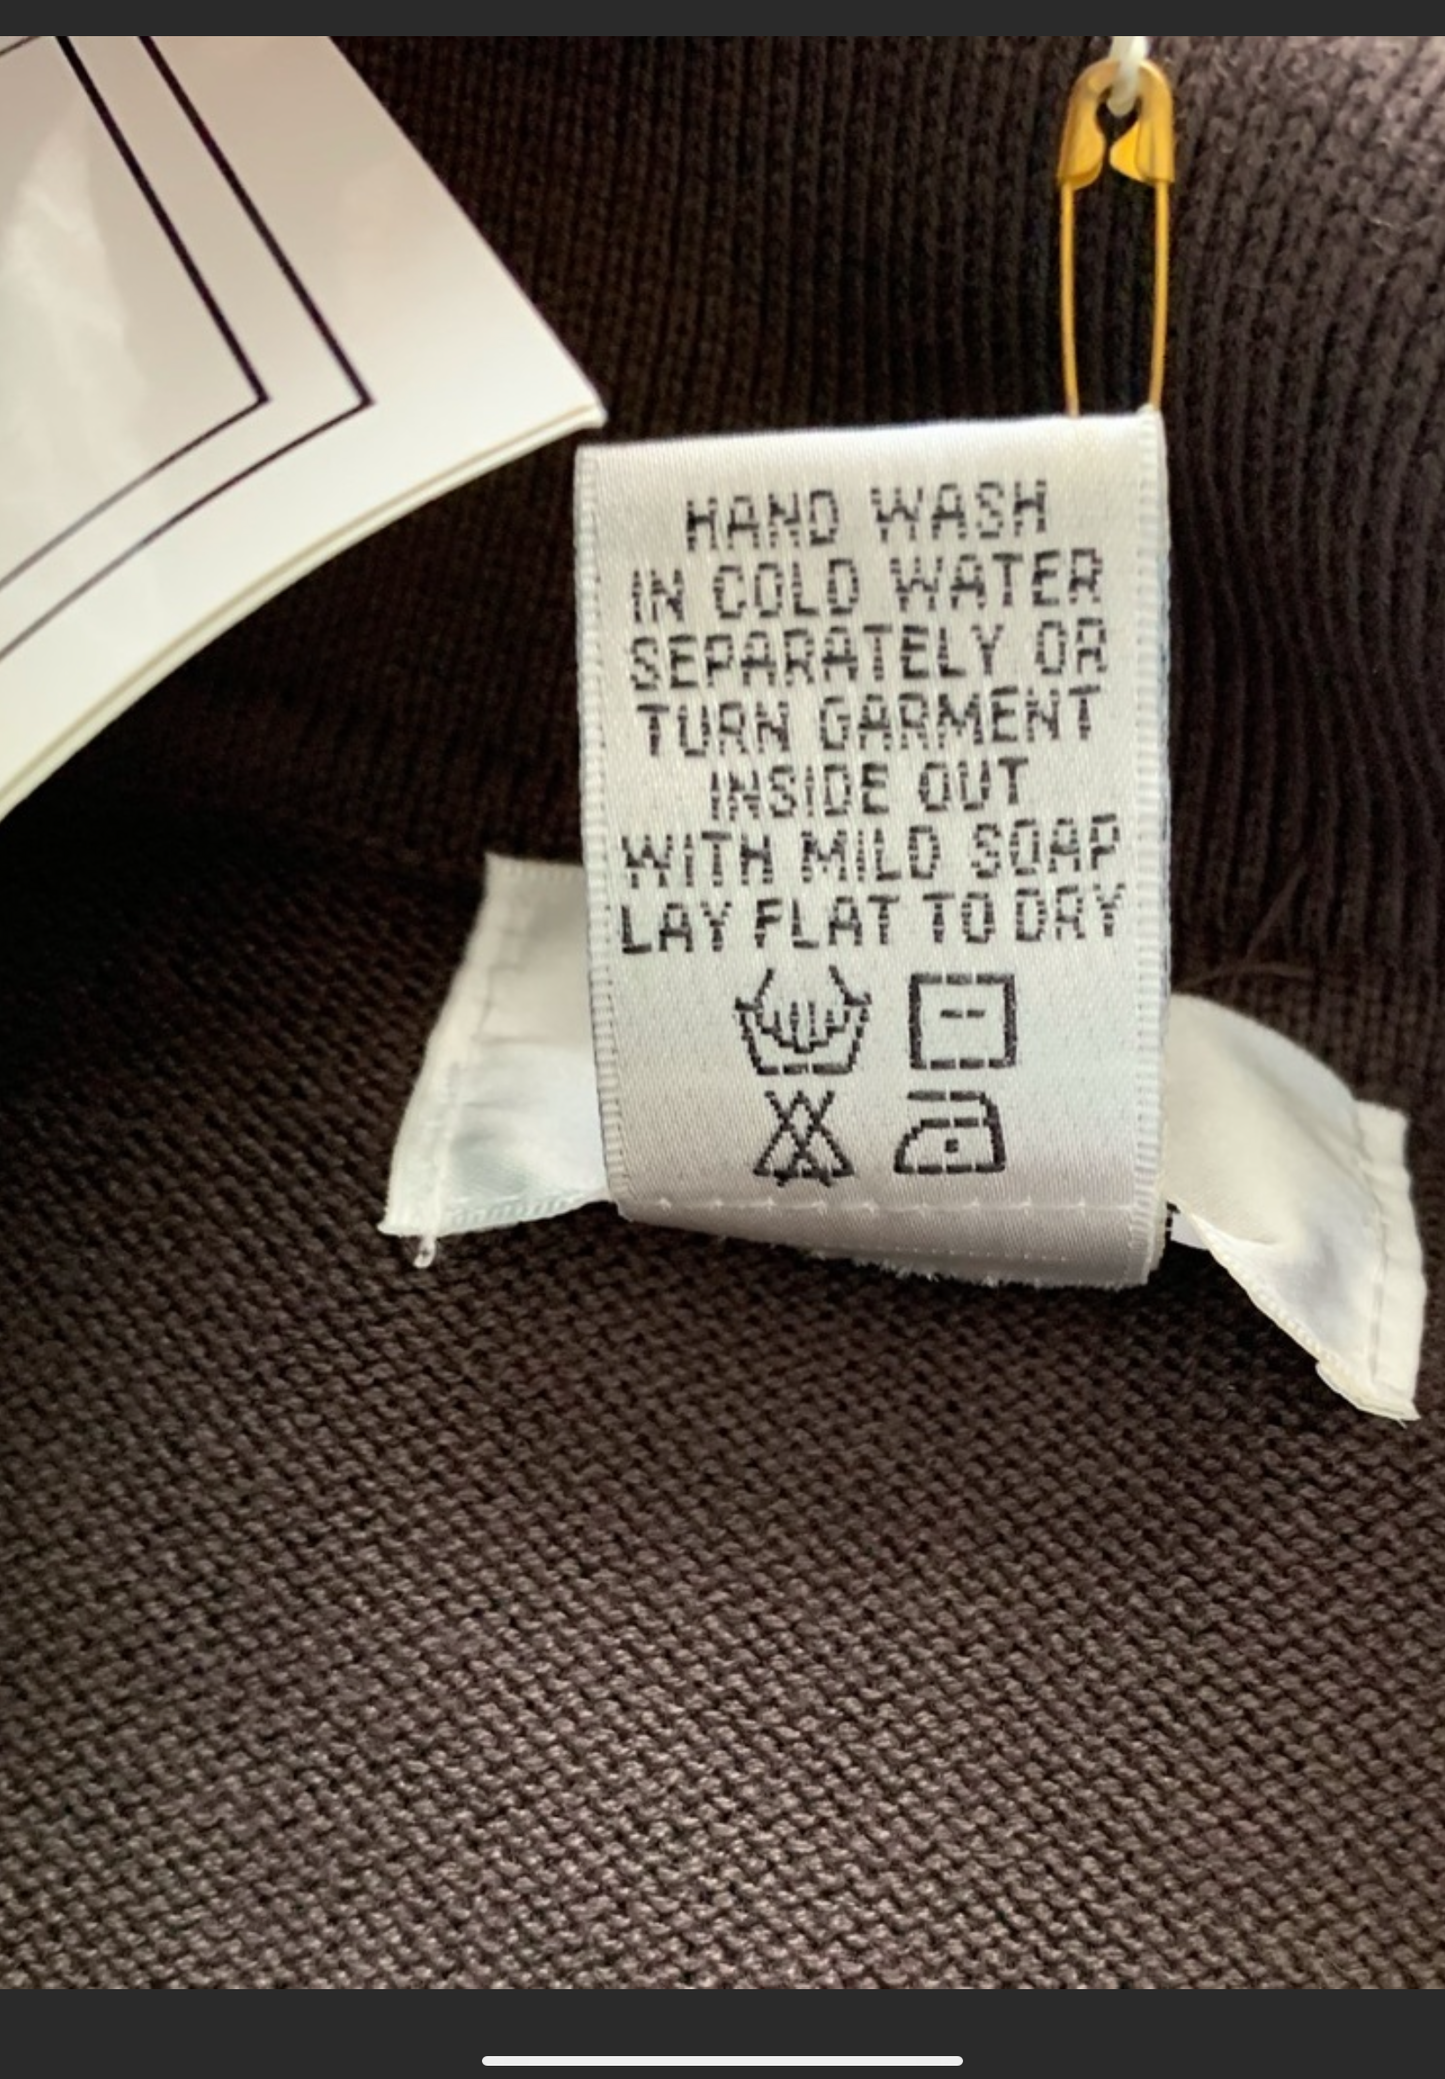 HAND WASH
IN COLD WATER
SEPARATELY OR
TURN GARMENT
INSIDE OUT
WITH MILD SOAP
LAY FLAT TO DRY